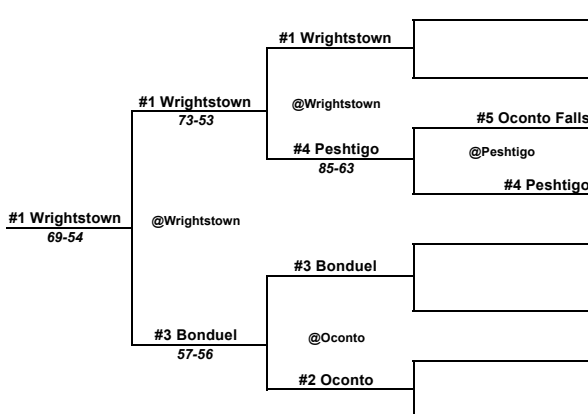 #1 Wrightstown
#1 Wrightstown
@Wrightstown
73-53
#5 Oconto Falls
#4 Peshtigo
@Peshtigo
85-63
#4 Peshtigo
#1 Wrightstown
@Wrightstown
69-54
#3 Bonduel
#3 Bonduel
@Oconto
57-56
#2 Oconto